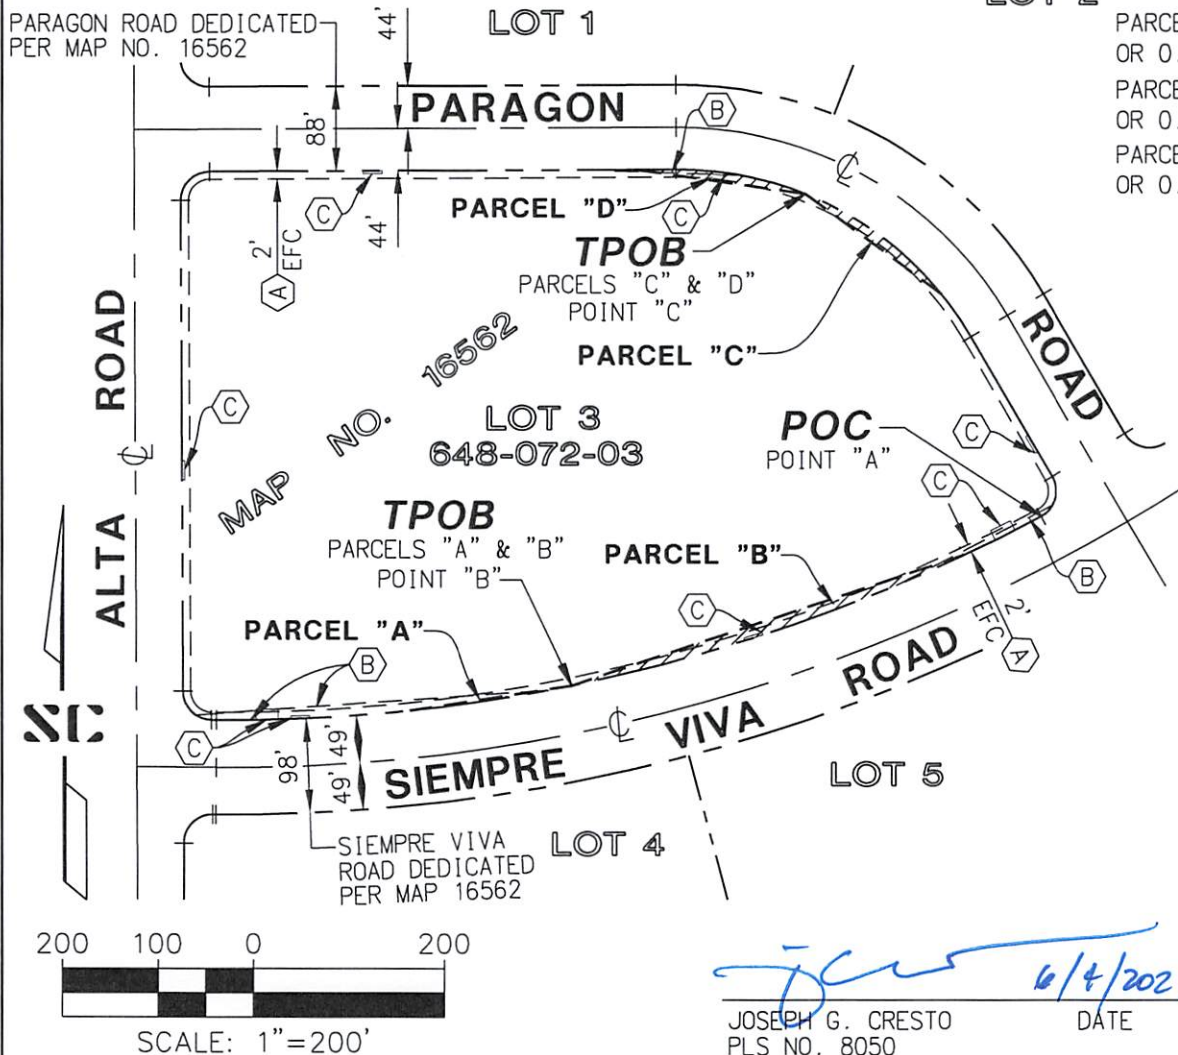 PARAGON ROAD DEDICATED
PER MAP NO. 16562
44'
LOT 1
PARCE
OR 0.
PARCE
OR 0.
PARCE
OR 0.
88'
PARAGON
B
℄
C
44'
2'
EFC
A
PARCEL "D"
C
TPOB
PARCELS "C" & "D"
POINT "C"
PARCEL "C"
ROAD
MAP NO. 16562
LOT 3
648-072-03
C
ALTA ROAD
℄
POC
POINT "A"
C
C
TPOB
PARCELS "A" & "B"
POINT "B"
PARCEL "B"
B
C
2'
EFC
A
PARCEL "A"
B
SC
C
98'
49'
49'
SIEMPRE VIVA ROAD
℄
LOT 5
SIEMPRE VIVA
ROAD DEDICATED
PER MAP 16562
LOT 4
200 100 0 200
SCALE: 1"=200'
6/4/202
JOSEPH G. CRESTO DATE
PLS NO. 8050